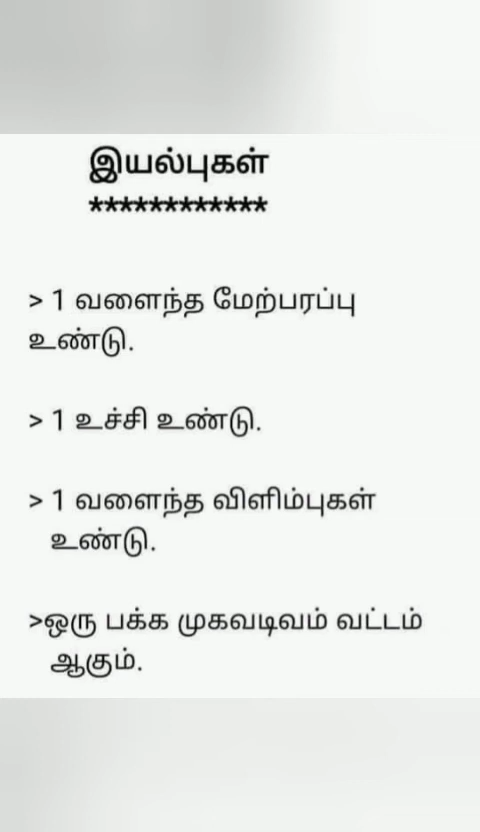 இயல்புகள்
************
> 1 வளைந்த மேற்பரப்பு
உண்டு.
> 1 உச்சி உண்டு.
> 1 வளைந்த விளிம்புகள்
உண்டு.
>ஒரு பக்க முகவடிவம் வட்டம்
ஆகும்.